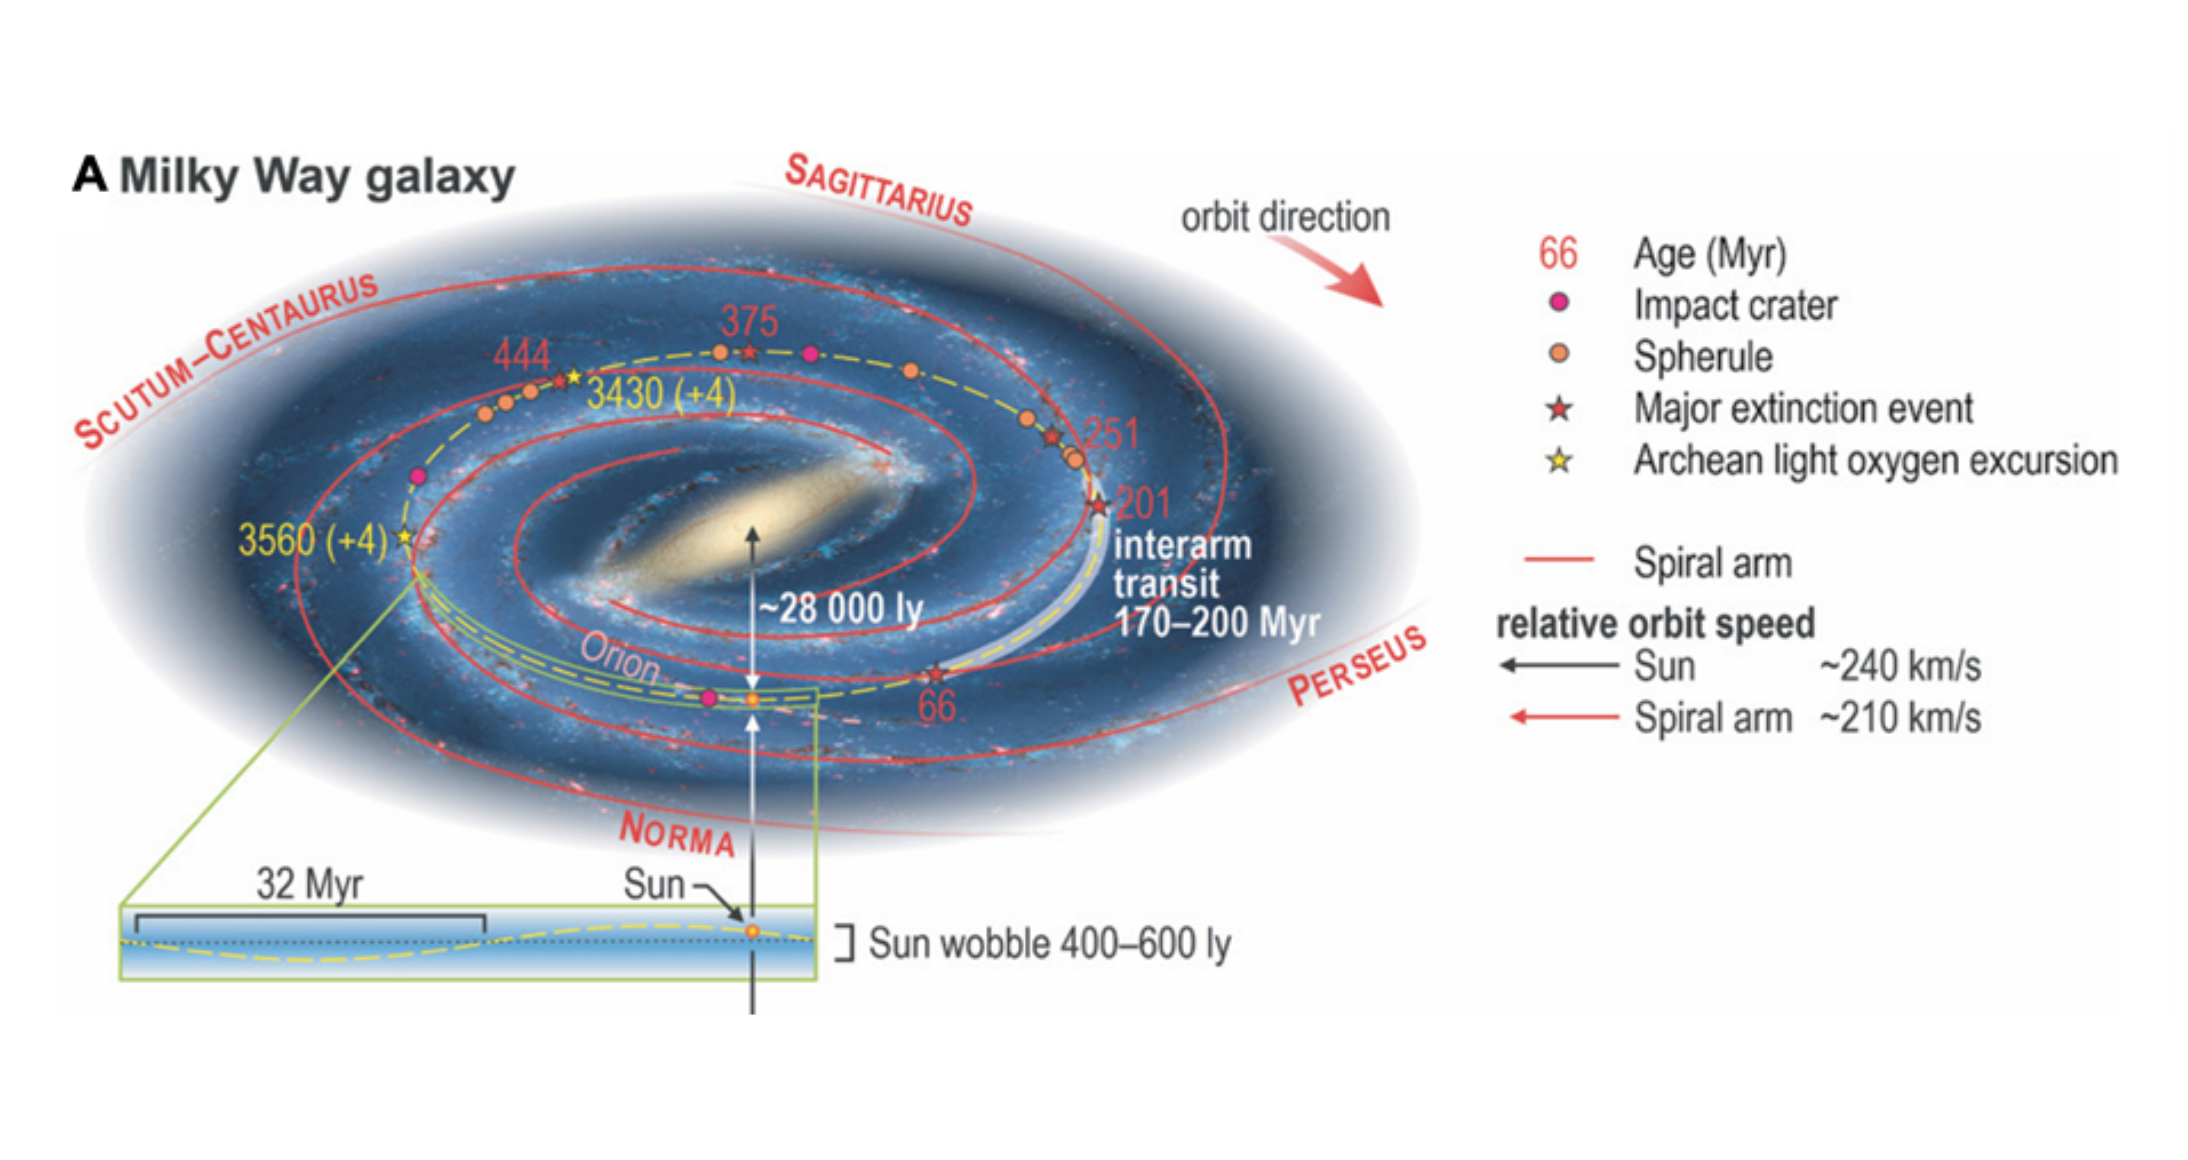 A Milky Way galaxy
SAGITTARIUS
orbit direction
SCUTUM–CENTAURUS
375
444
3430 (+4)
251
3560 (+4)
201
interarm
transit
170–200 Myr
~28 000 ly
Orion
66
PERSEUS
NORMA
32 Myr
Sun
Sun wobble 400–600 ly
66 Age (Myr)
Impact crater
Spherule
Major extinction event
Archean light oxygen excursion
Spiral arm
relative orbit speed
Sun ~240 km/s
Spiral arm ~210 km/s